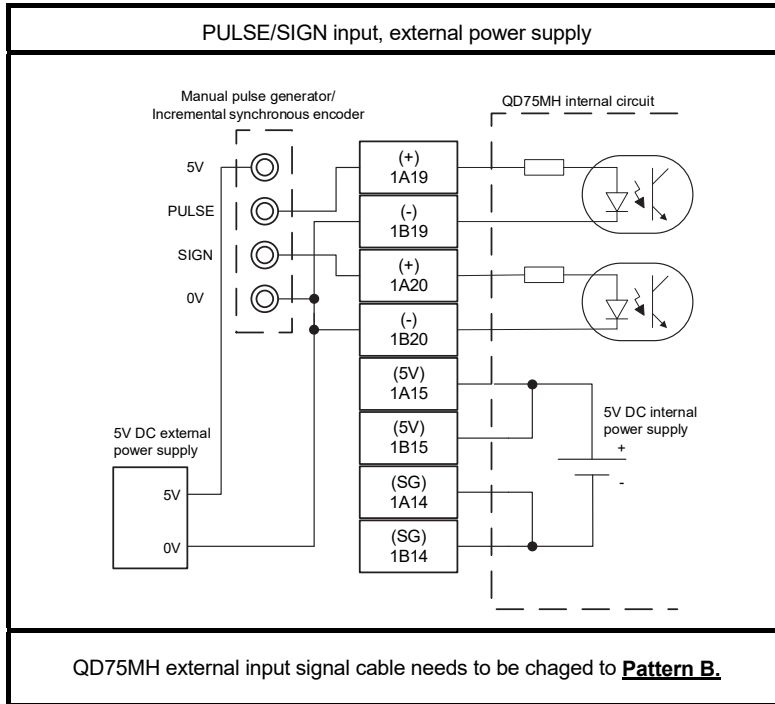 PULSE/SIGN input, external power supply
Manual pulse generator/
Incremental synchronous encoder
QD75MH internal circuit
5V
PULSE
SIGN
0V
(+)
1A19
(-)
1B19
(+)
1A20
(-)
1B20
(5V)
1A15
(5V)
1B15
(SG)
1A14
(SG)
1B14
5V DC internal
power supply
+
-
5V DC external
power supply
5V
0V
QD75MH external input signal cable needs to be chaged to Pattern B.